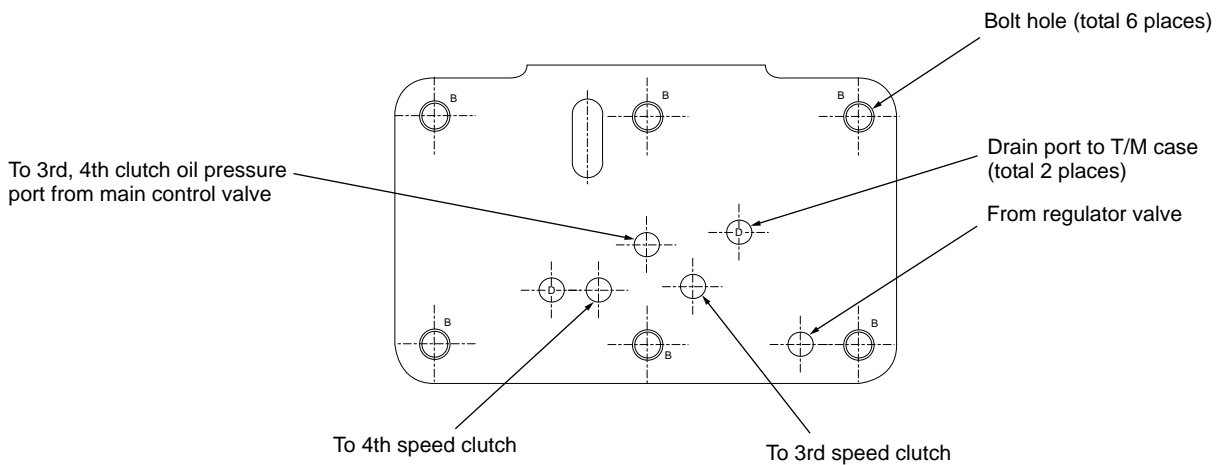 Bolt hole (total 6 places)
B
B
B
To 3rd, 4th clutch oil pressure
port from main control valve
Drain port to T/M case
(total 2 places)
From regulator valve
D
D
B
B
B
To 4th speed clutch
To 3rd speed clutch